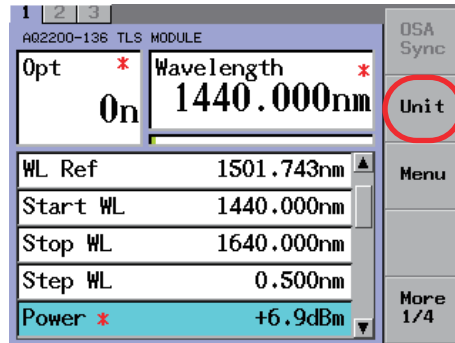 1 2 3
AQ2200-136 TLS MODULE
Opt *
On
Wavelength *
1440.000nm
WL Ref 1501.743nm
Start WL 1440.000nm
Stop WL 1640.000nm
Step WL 0.500nm
Power * +6.9dBm
OSA
Sync
Unit
Menu
More
1/4